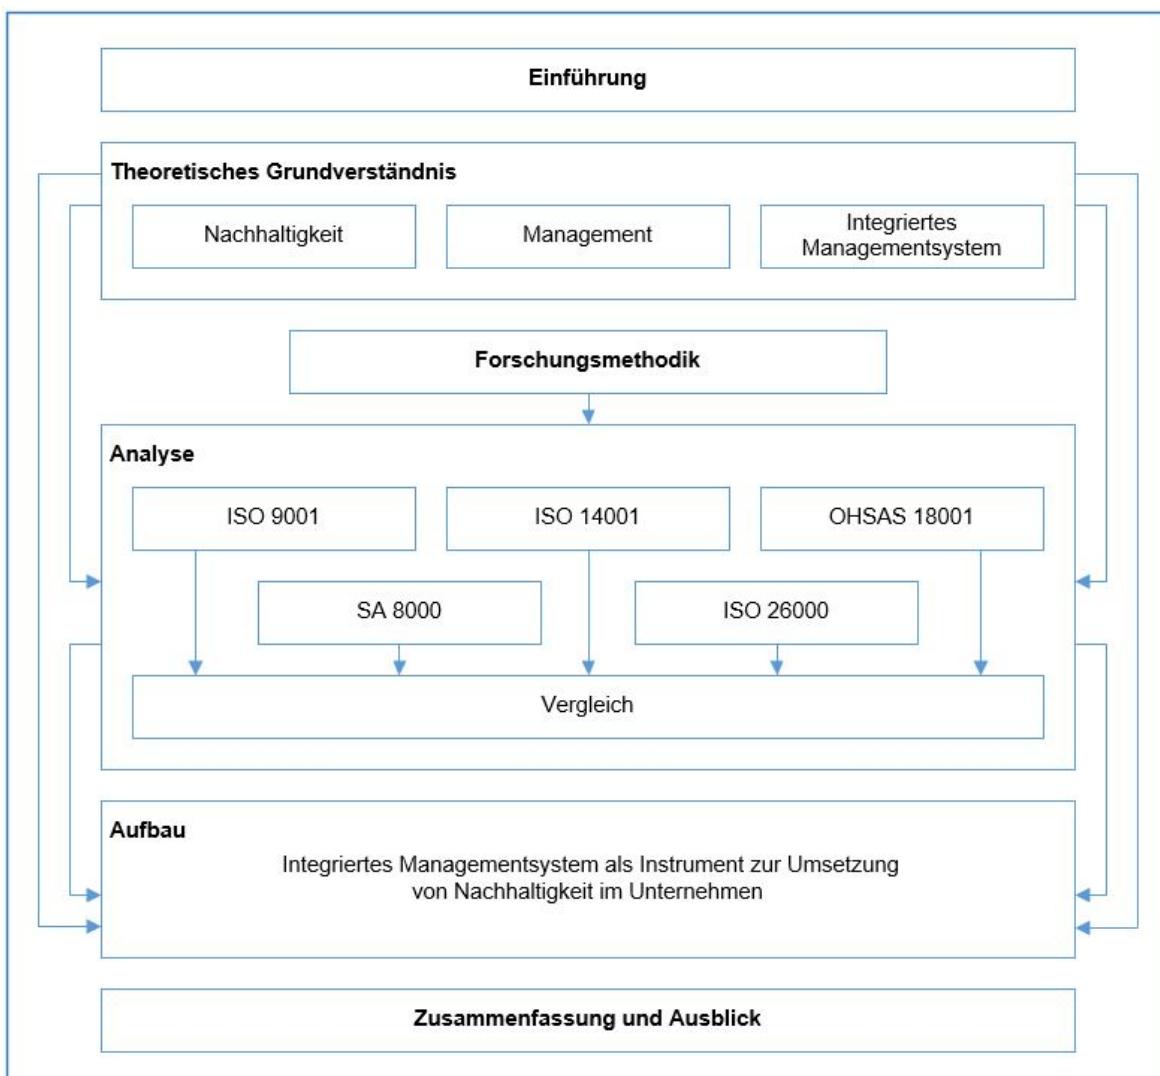 Einführung
Theoretisches Grundverständnis
Nachhaltigkeit
Management
Integriertes
Managementsystem
Forschungsmethodik
Analyse
ISO 9001
ISO 14001
OHSAS 18001
SA 8000
ISO 26000
Vergleich
Aufbau
Integriertes Managementsystem als Instrument zur Umsetzung
von Nachhaltigkeit im Unternehmen
Zusammenfassung und Ausblick